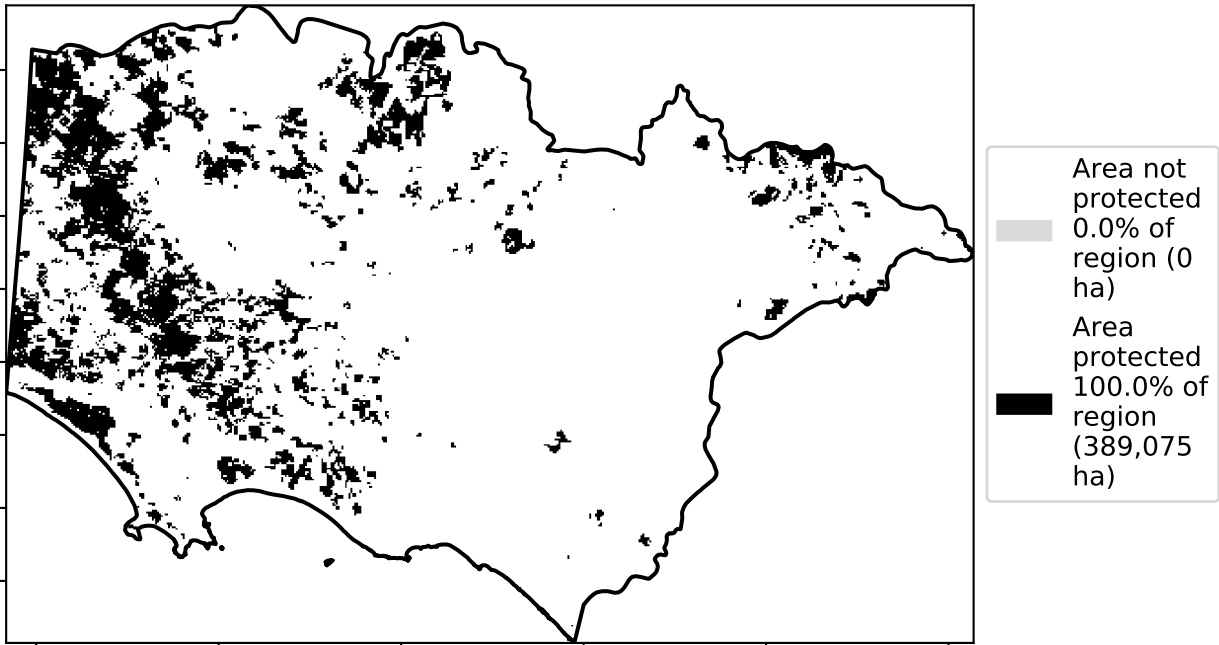 Area not
protected
0.0% of
region (0
ha)
Area
protected
100.0% of
region
(389,075
ha)